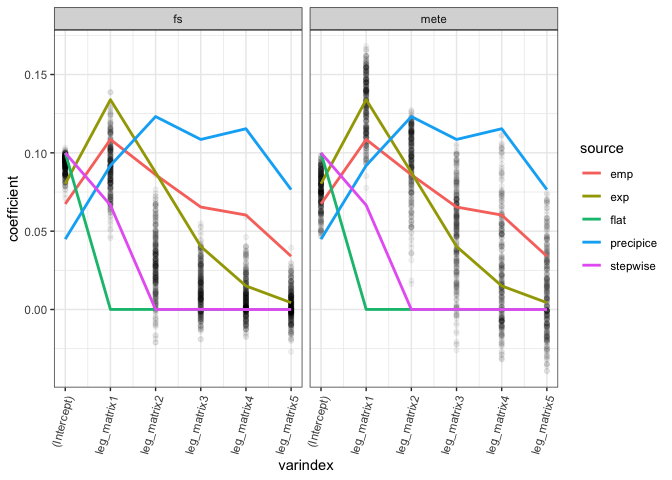 fs mete
coefficient
0.15
0.10
0.05
0.00
(Intercept) leg_matrix1 leg_matrix2 leg_matrix3 leg_matrix4 leg_matrix5 (Intercept) leg_matrix1 leg_matrix2 leg_matrix3 leg_matrix4 leg_matrix5
varindex
source
emp
exp
flat
precipice
stepwise